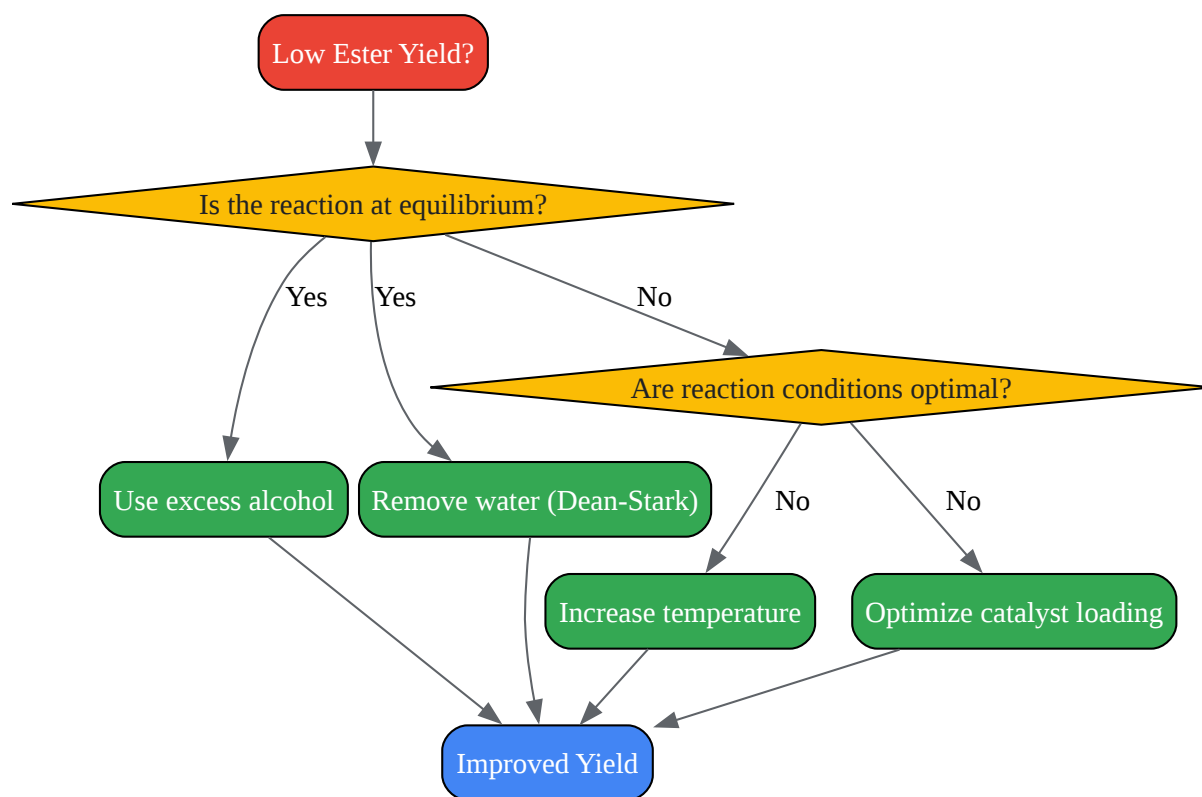 Low Ester Yield?
Is the reaction at equilibrium?
Yes
Yes
No
Are reaction conditions optimal?
Use excess alcohol
Remove water (Dean-Stark)
No
No
Increase temperature
Optimize catalyst loading
Improved Yield